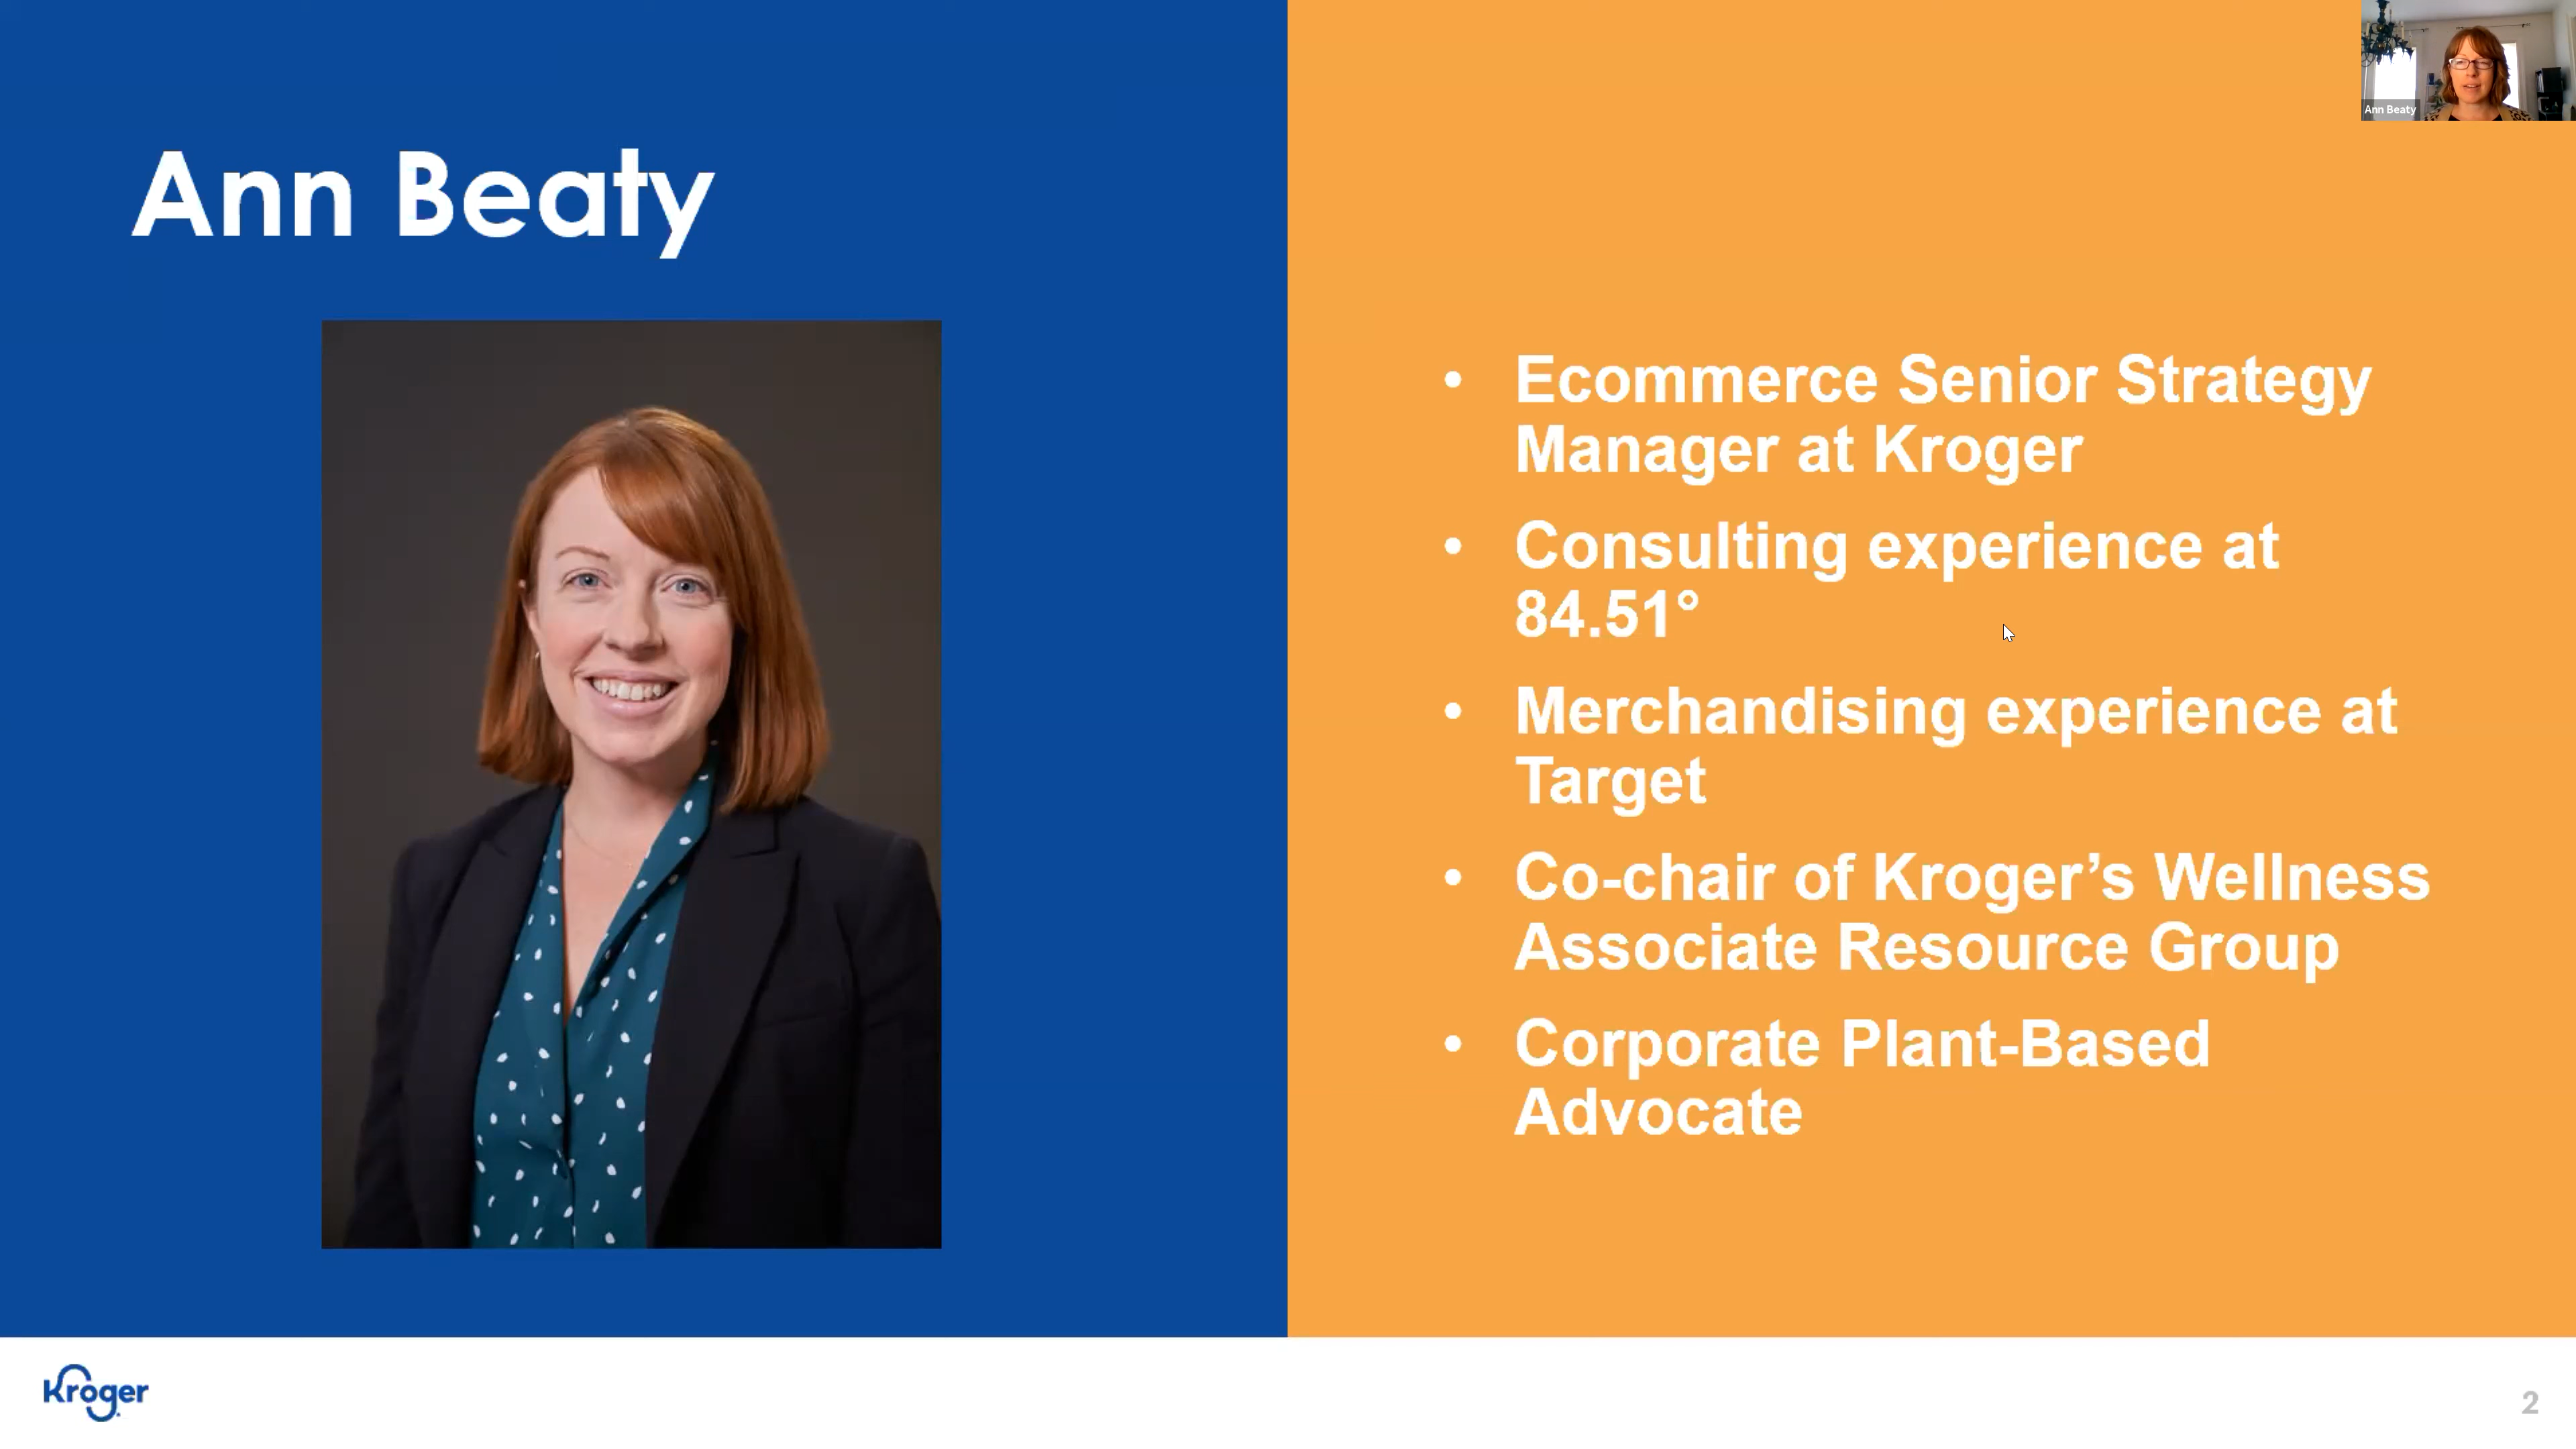 Ann Beaty
Ann Beaty
• Ecommerce Senior Strategy
Manager at Kroger
• Consulting experience at
84.51°
• Merchandising experience at
Target
• Co-chair of Kroger’s Wellness
Associate Resource Group
• Corporate Plant-Based
Advocate
Kroger
2